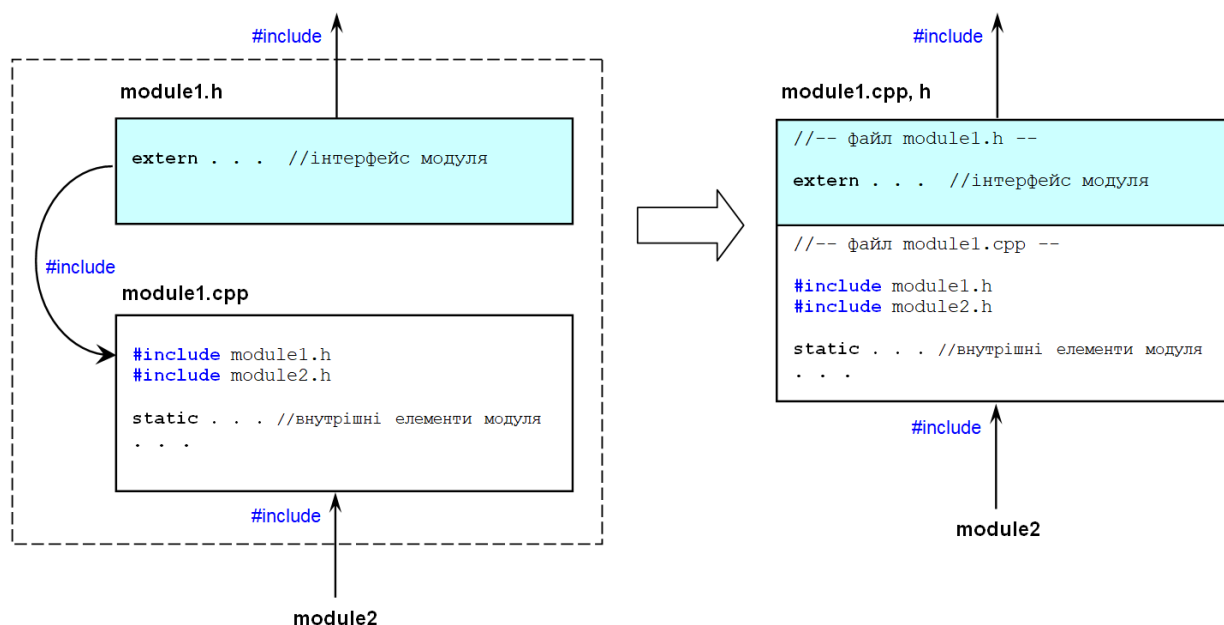 #include
module1.h
extern . . . //інтерфейс модуля
#include
module1.cpp
#include module1.h
#include module2.h
static . . . //внутрішні елементи модуля
. . .
#include
module2
#include
module1.cpp, h
//-- файл module1.h --
extern . . . //інтерфейс модуля
//-- файл module1.cpp --
#include module1.h
#include module2.h
static . . . //внутрішні елементи модуля
. . .
#include
module2